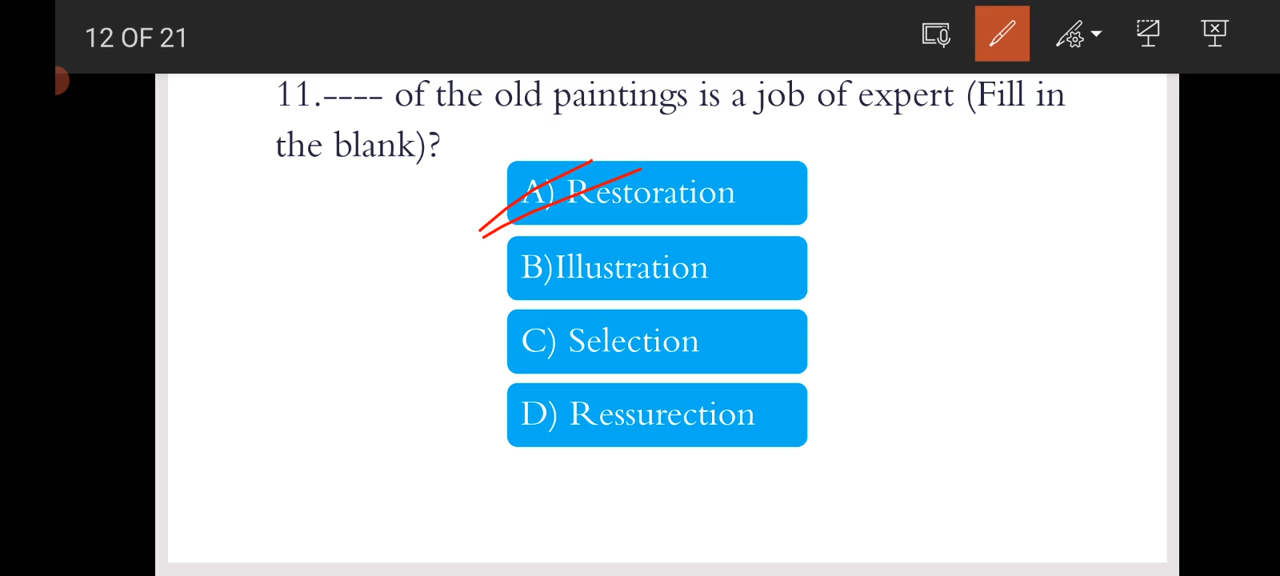 12 OF 21
11.---- of the old paintings is a job of expert (Fill in
the blank)?
A) Restoration
B)Illustration
C) Selection
D) Ressurection